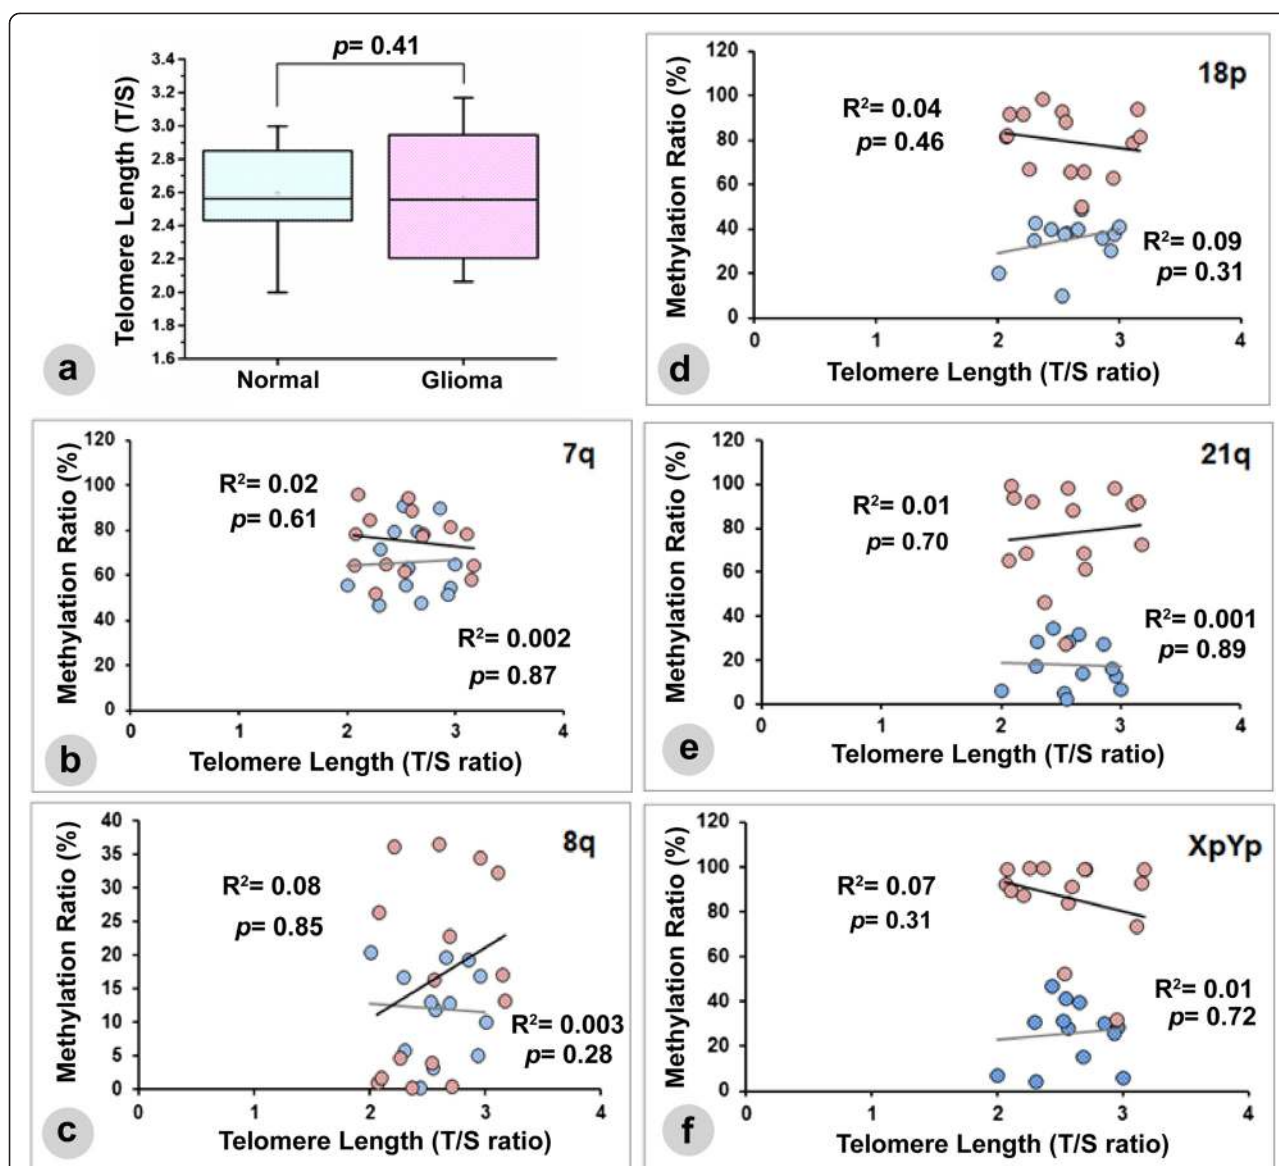 p= 0.41
Telomere Length (T/S)
3.4
3.2
3.0
2.8
2.6
2.4
2.2
2.0
1.8
1.6
Normal Glioma
a
18p
Methylation Ratio (%)
120
100
80
60
40
20
0
R²= 0.04
p= 0.46
R²= 0.09
p= 0.31
0 1 2 3 4
Telomere Length (T/S ratio)
d
7q
Methylation Ratio (%)
120
100
80
60
40
20
0
R²= 0.02
p= 0.61
R²= 0.002
p= 0.87
0 1 2 3 4
Telomere Length (T/S ratio)
b
21q
Methylation Ratio (%)
120
100
80
60
40
20
0
R²= 0.01
p= 0.70
R²= 0.001
p= 0.89
0 1 2 3 4
Telomere Length (T/S ratio)
e
8q
Methylation Ratio (%)
40
35
30
25
20
15
10
5
0
R²= 0.08
p= 0.85
R²= 0.003
p= 0.28
0 1 2 3 4
Telomere Length (T/S ratio)
c
XpYp
Methylation Ratio (%)
120
100
80
60
40
20
0
R²= 0.07
p= 0.31
R²= 0.01
p= 0.72
0 1 2 3 4
Telomere Length (T/S ratio)
f